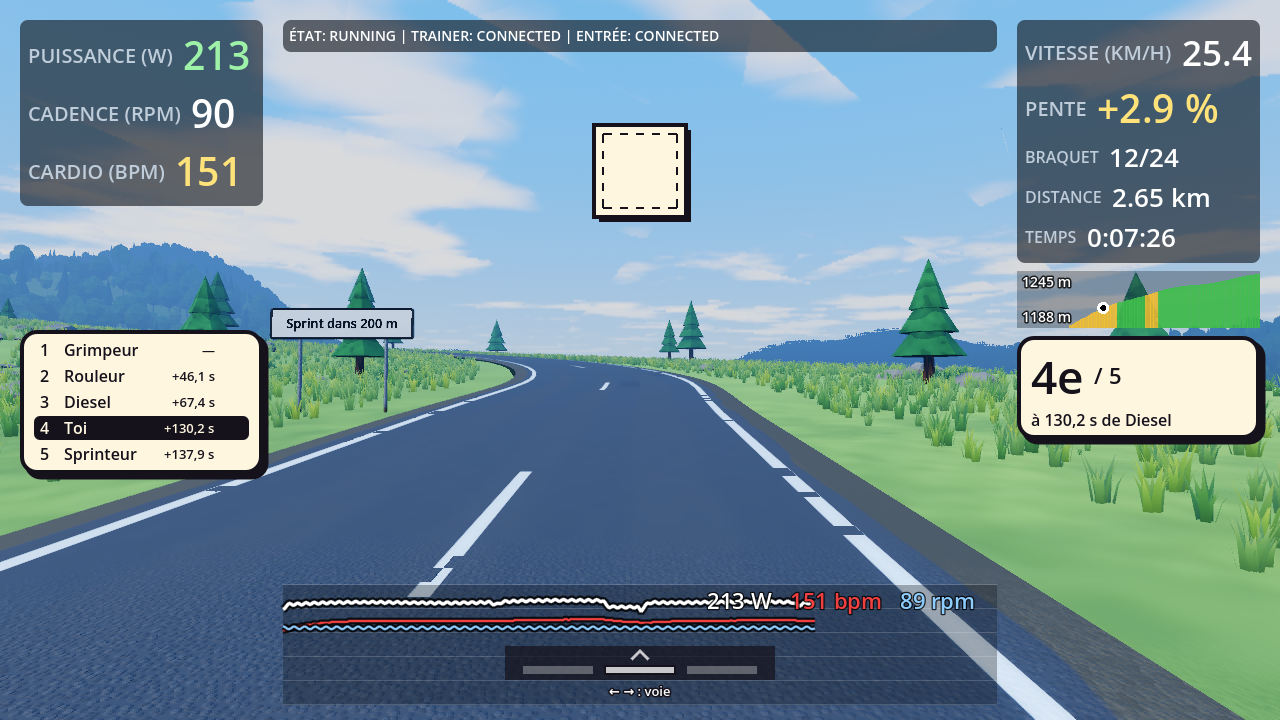 PUISSANCE (W) 213
CADENCE (RPM) 90
CARDIO (BPM) 151
ÉTAT: RUNNING | TRAINER: CONNECTED | ENTRÉE: CONNECTED
VITESSE (KM/H) 25.4
PENTE +2.9 %
BRAQUET 12/24
DISTANCE 2.65 km
TEMPS 0:07:26
1245 m
1188 m
Sprint dans 200 m
1 Grimpeur —
2 Rouleur +46,1 s
3 Diesel +67,4 s
4 Toi +130,2 s
5 Sprinteur +137,9 s
4e / 5
à 130,2 s de Diesel
213 W 151 bpm 89 rpm
← → : voie